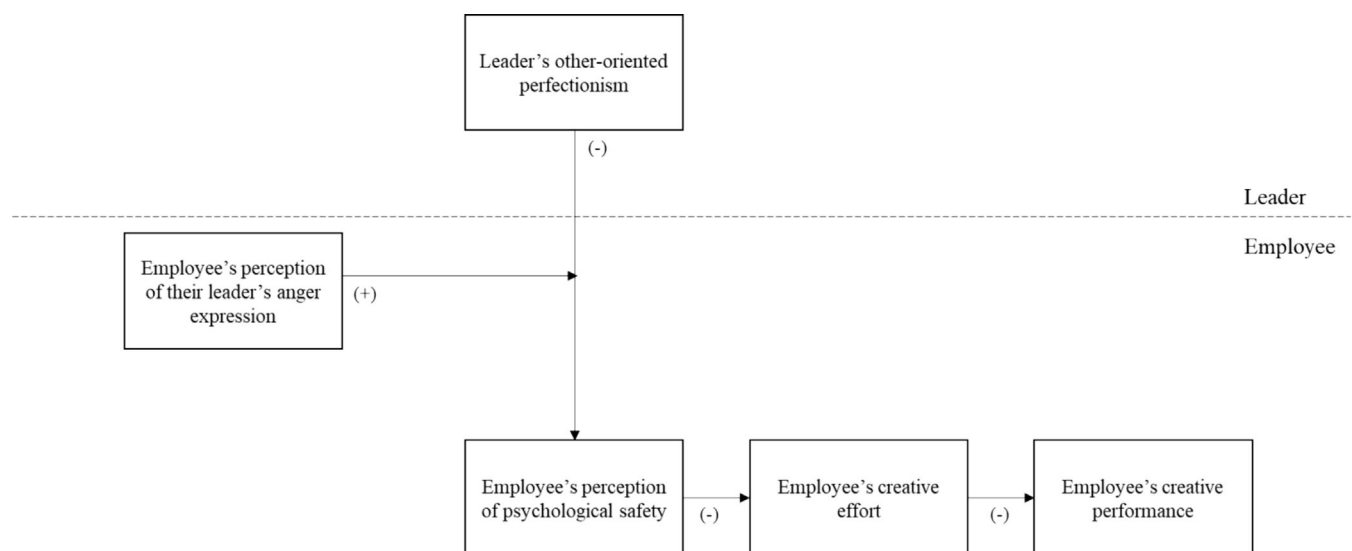 Leader’s other-oriented
perfectionism
(-)
Leader
Employee
Employee’s perception
of their leader’s anger
expression
(+)
Employee’s perception
of psychological safety
(-)
Employee’s creative
effort
(-)
Employee’s creative
performance